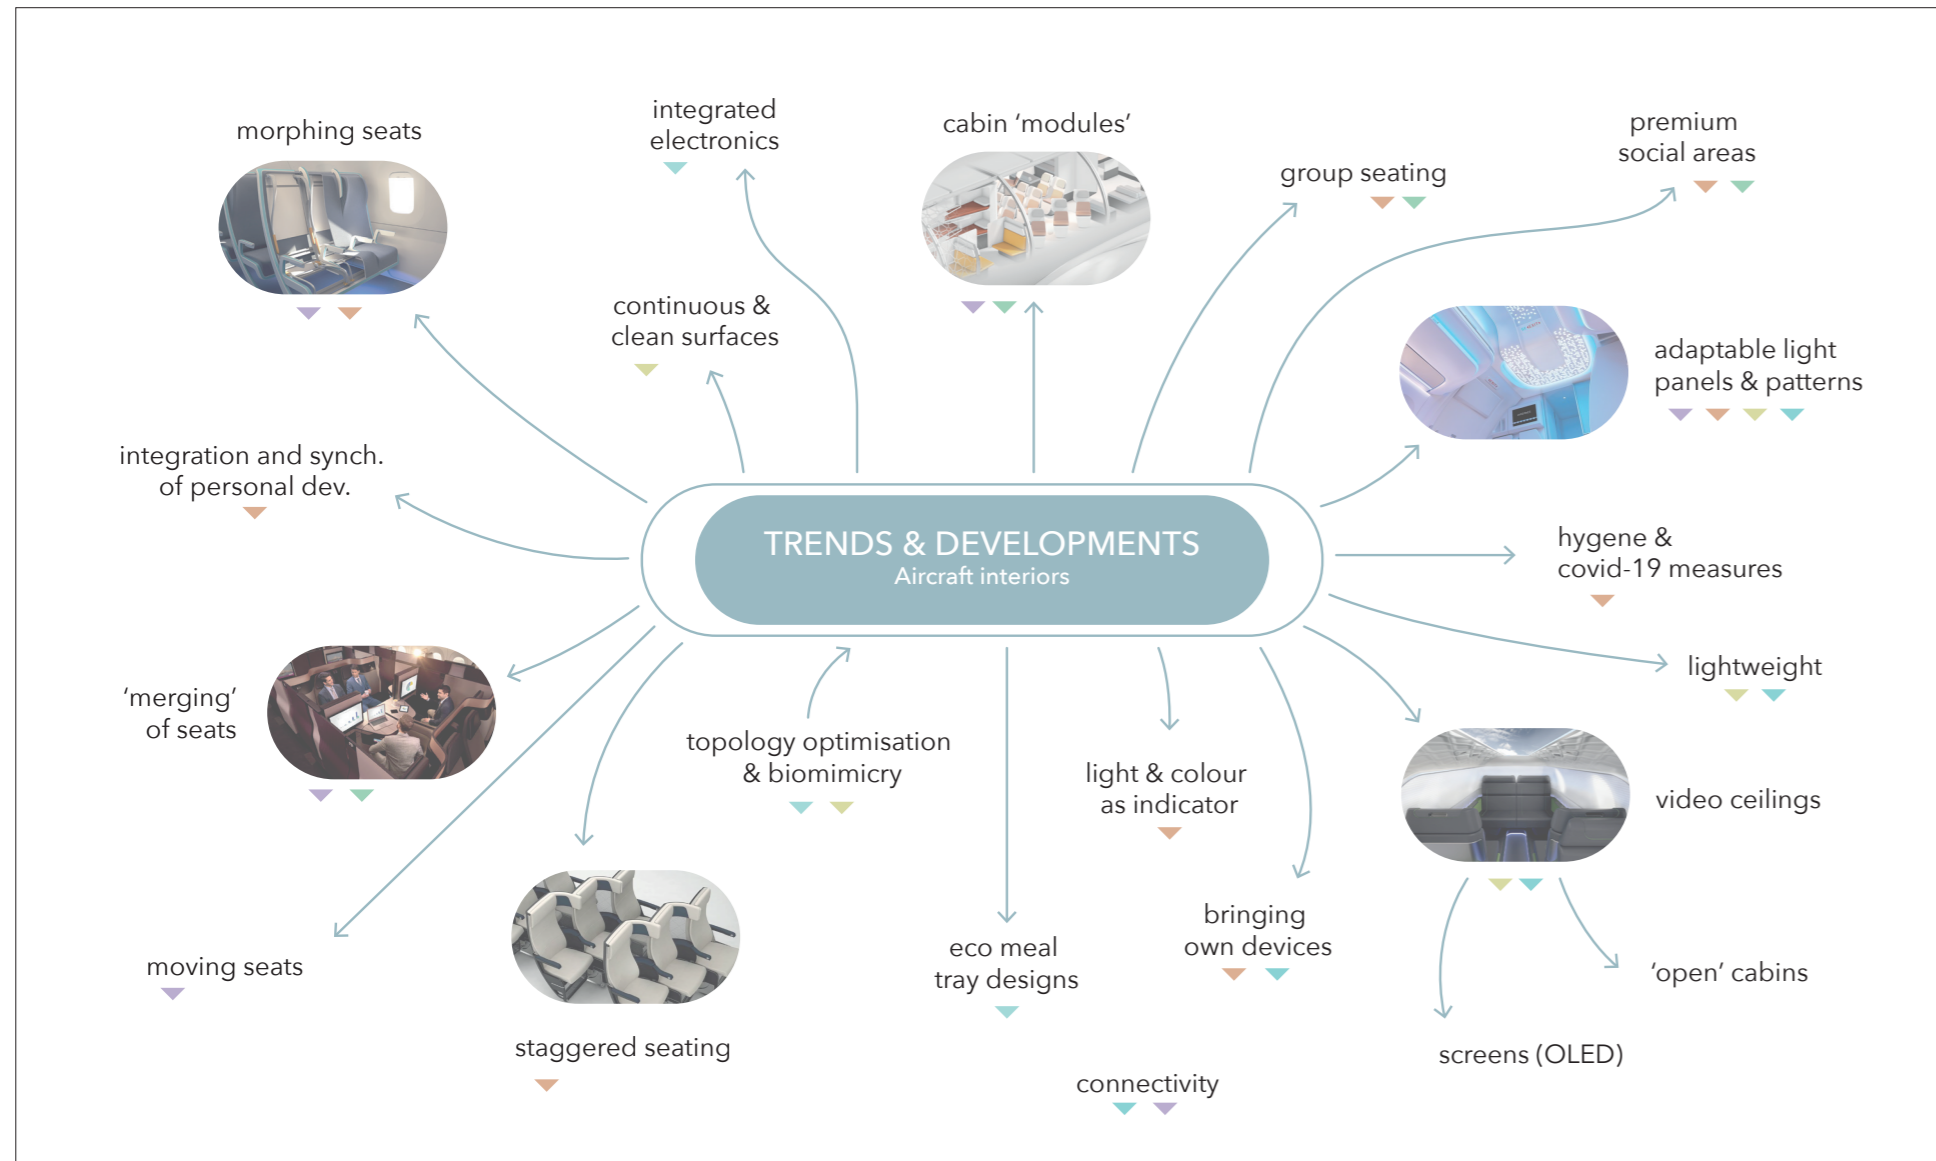 morphing seats
integrated
electronics
cabin ‘modules’
group seating
premium
social areas
continuous &
clean surfaces
adaptable light
panels & patterns
integration and synch.
of personal dev.
TRENDS & DEVELOPMENTS
Aircraft interiors
hygene &
covid-19 measures
‘merging’
of seats
topology optimisation
& biomimicry
light & colour
as indicator
lightweight
video ceilings
moving seats
staggered seating
eco meal
tray designs
bringing
own devices
‘open’ cabins
screens (OLED)
connectivity